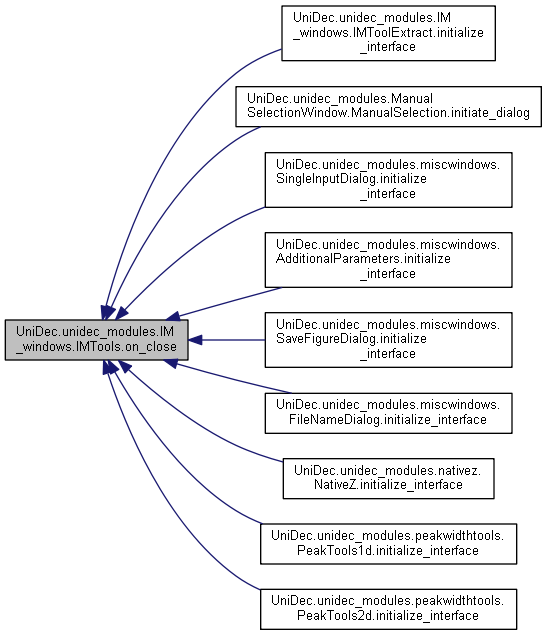 UniDec.unidec_modules.IM
_windows.IMToolExtract.initialize
_interface
UniDec.unidec_modules.Manual
SelectionWindow.ManualSelection.initiate_dialog
UniDec.unidec_modules.miscwindows.
SingleInputDialog.initialize
_interface
UniDec.unidec_modules.miscwindows.
AdditionalParameters.initialize
_interface
UniDec.unidec_modules.IM
_windows.IMTools.on_close
UniDec.unidec_modules.miscwindows.
SaveFigureDialog.initialize
_interface
UniDec.unidec_modules.miscwindows.
FileNameDialog.initialize_interface
UniDec.unidec_modules.nativez.
NativeZ.initialize_interface
UniDec.unidec_modules.peakwidthtools.
PeakTools1d.initialize_interface
UniDec.unidec_modules.peakwidthtools.
PeakTools2d.initialize_interface